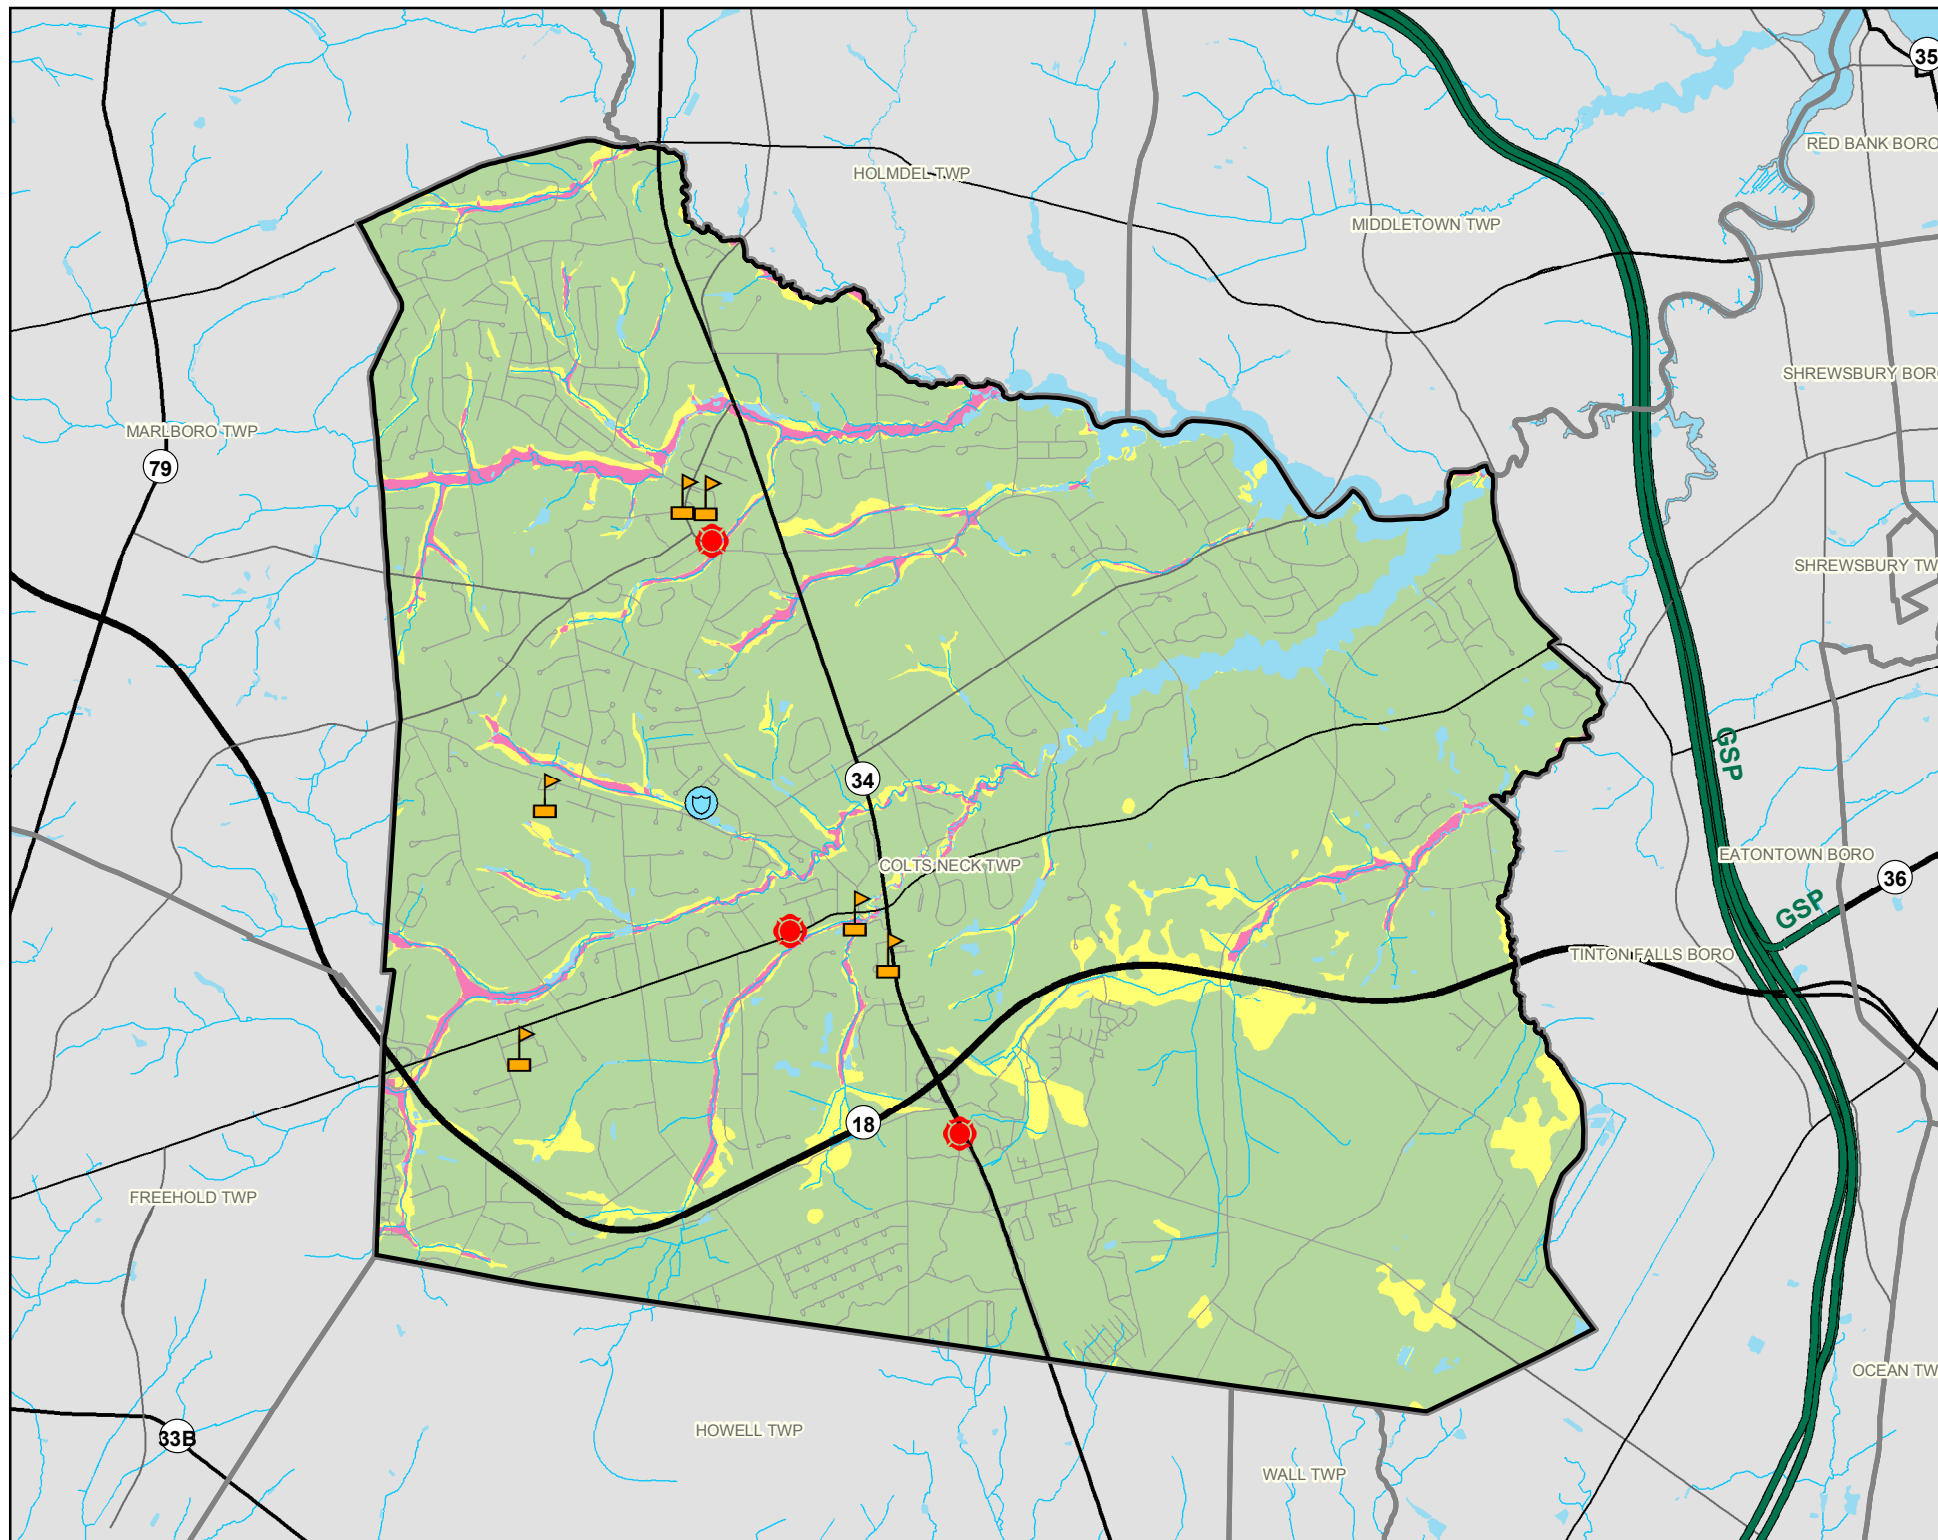 35
RED BANK BORO
HOLMDEL TWP
MIDDLETOWN TWP
SHREWSBURY BORO
MARLBORO TWP
79
SHREWSBURY TW
GSP
34
COLTS NECK TWP
EATONTOWN BORO
36
GSP
TINTON FALLS BORO
18
FREEHOLD TWP
OCEAN TW
HOWELL TWP
33B
WALL TWP